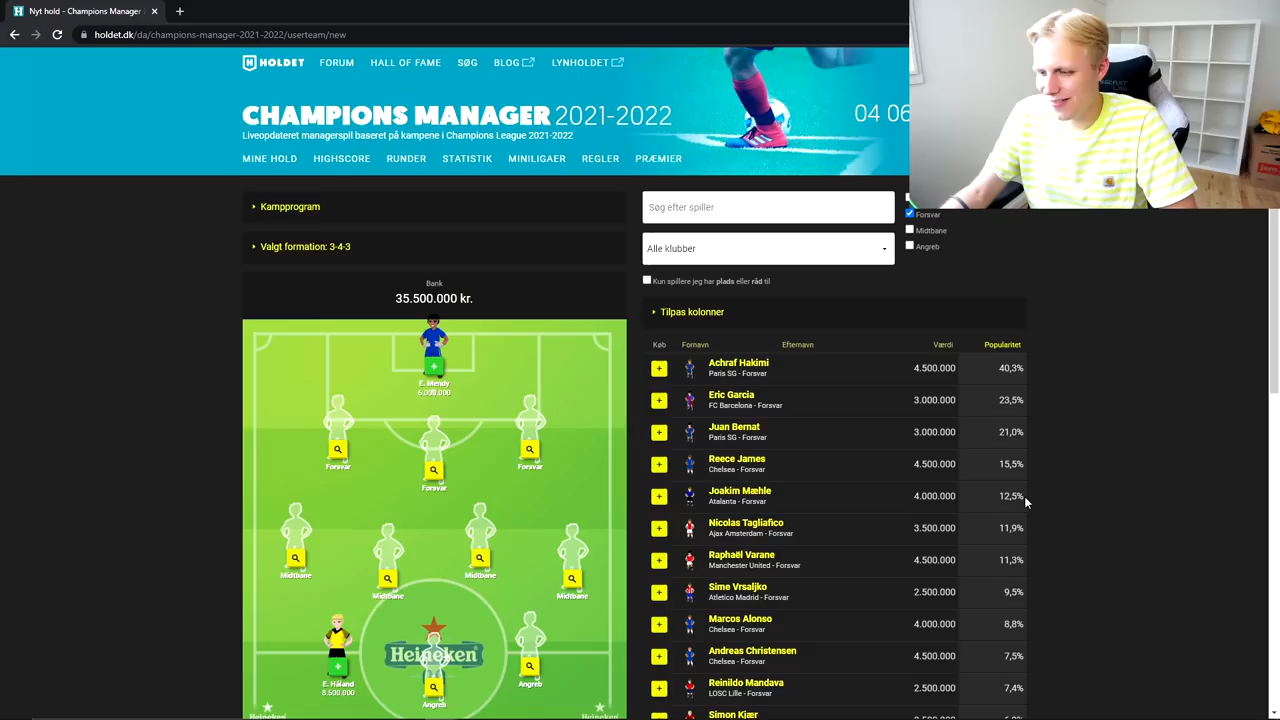 Nyt hold - Champions Manager
holdet.dk/da/champions-manager-2021-2022/userteam/new
HOLDET
FORUM
HALL OF FAME
SØG
BLOG
LYNHOLDET
CHAMPIONS MANAGER 2021-2022
04 06
Liveopdateret managerspil baseret på kampene i Champions League 2021-2022
MINE HOLD
HIGHSCORE
RUNDER
STATISTIK
MINILIGAER
REGLER
PRÆMIER
Kampprogram
Valgt formation: 3-4-3
Bank
35.500.000 kr.
E. Mendy
6.000.000
Forsvar
Forsvar
Forsvar
Midtbane
Midtbane
Midtbane
Midtbane
Heineken
E. Håland
8.500.000
Angreb
Angreb
Heineken
Heineken
Søg efter spiller
Alle klubber
Forsvar
Midtbane
Angreb
Kun spillere jeg har plads eller råd til
Tilpas kolonner
Køb Fornavn Efternavn Værdi Popularitet
Achraf Hakimi
Paris SG - Forsvar
4.500.000 40,3%
Eric Garcia
FC Barcelona - Forsvar
3.000.000 23,5%
Juan Bernat
Paris SG - Forsvar
3.000.000 21,0%
Reece James
Chelsea - Forsvar
4.500.000 15,5%
Joakim Mæhle
Atalanta - Forsvar
4.000.000 12,5%
Nicolas Tagliafico
Ajax Amsterdam - Forsvar
3.500.000 11,9%
Raphaël Varane
Manchester United - Forsvar
4.500.000 11,3%
Sime Vrsaljko
Atletico Madrid - Forsvar
2.500.000 9,5%
Marcos Alonso
Chelsea - Forsvar
4.000.000 8,8%
Andreas Christensen
Chelsea - Forsvar
4.500.000 7,5%
Reinildo Mandava
LOSC Lille - Forsvar
2.500.000 7,4%
Simon Kjær